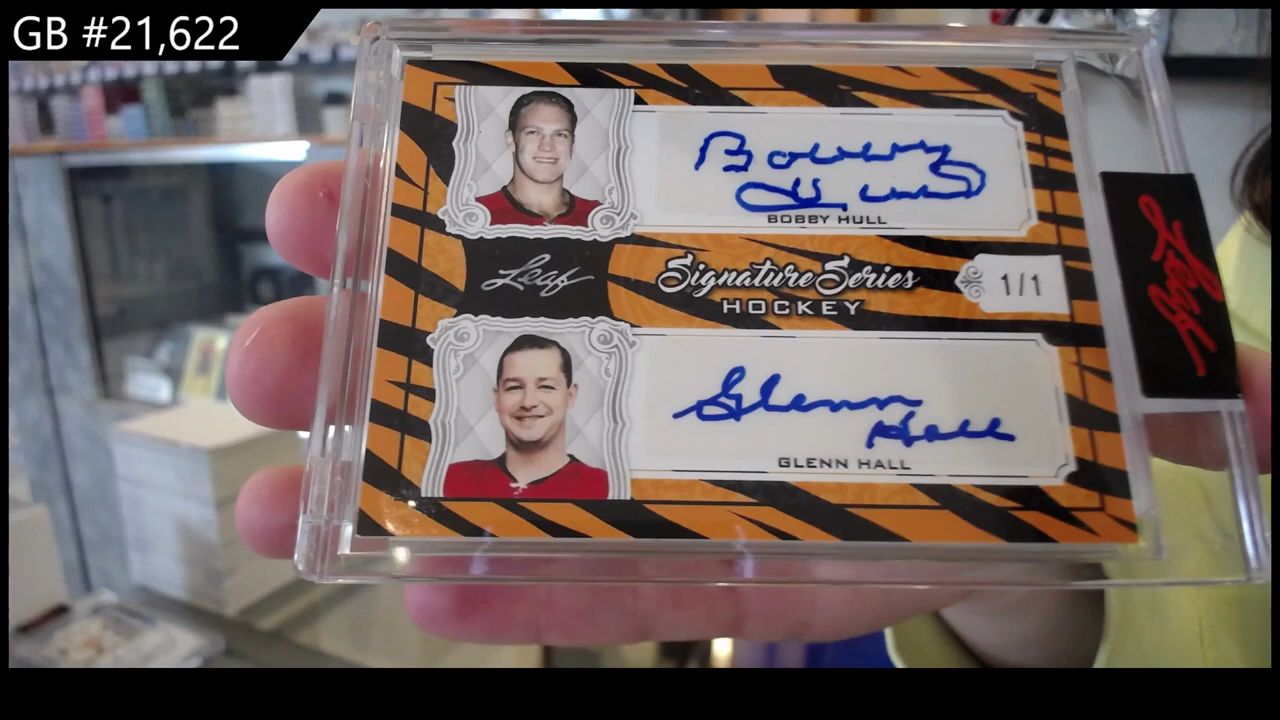 GB #21,622
Bobby
Hull
BOBBY HULL
Leaf
Signature Series
HOCKEY
1/1
Leaf
Glenn
Hall
GLENN HALL